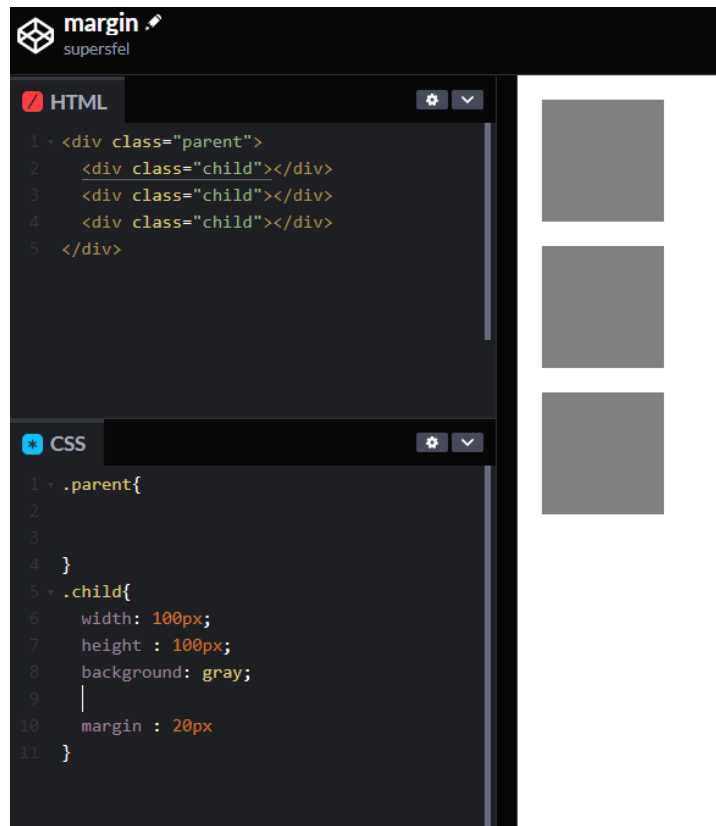 margin
supersfel
/ HTML
1 <div class="parent">
2 <div class="child"></div>
3 <div class="child"></div>
4 <div class="child"></div>
5 </div>
* CSS
1 .parent{
2
3
4 }
5 .child{
6 width: 100px;
7 height : 100px;
8 background: gray;
9
10 margin : 20px
11 }